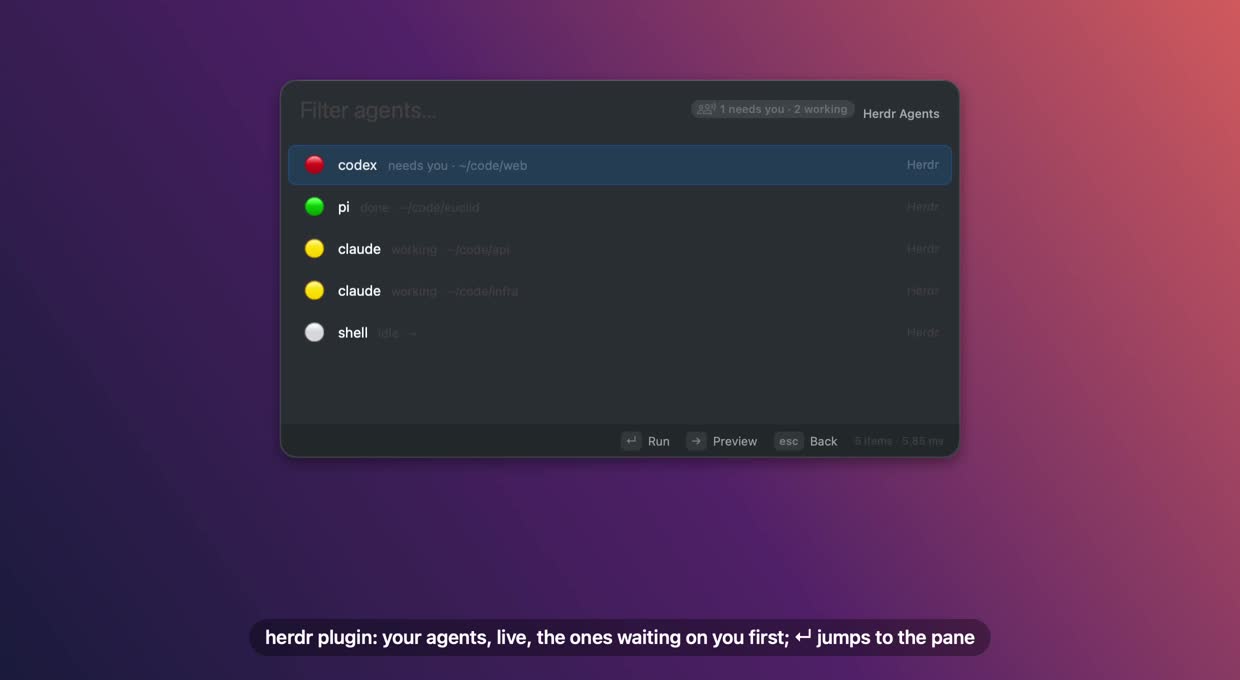 Filter agents...
1 needs you · 2 working
Herdr Agents
codex needs you · ~/code/web Herdr
pi done · ~/code/euclid Herdr
claude working · ~/code/api Herdr
claude working · ~/code/infra Herdr
shell idle · ~ Herdr
↵ Run → Preview esc Back 5 items · 5.85 ms
herdr plugin: your agents, live, the ones waiting on you first; ↵ jumps to the pane